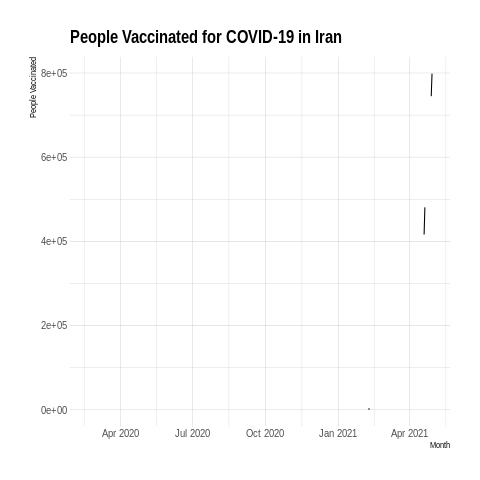 People Vaccinated for COVID-19 in Iran
People Vaccinated
8e+05
6e+05
4e+05
2e+05
0e+00
Apr 2020 Jul 2020 Oct 2020 Jan 2021 Apr 2021
Month